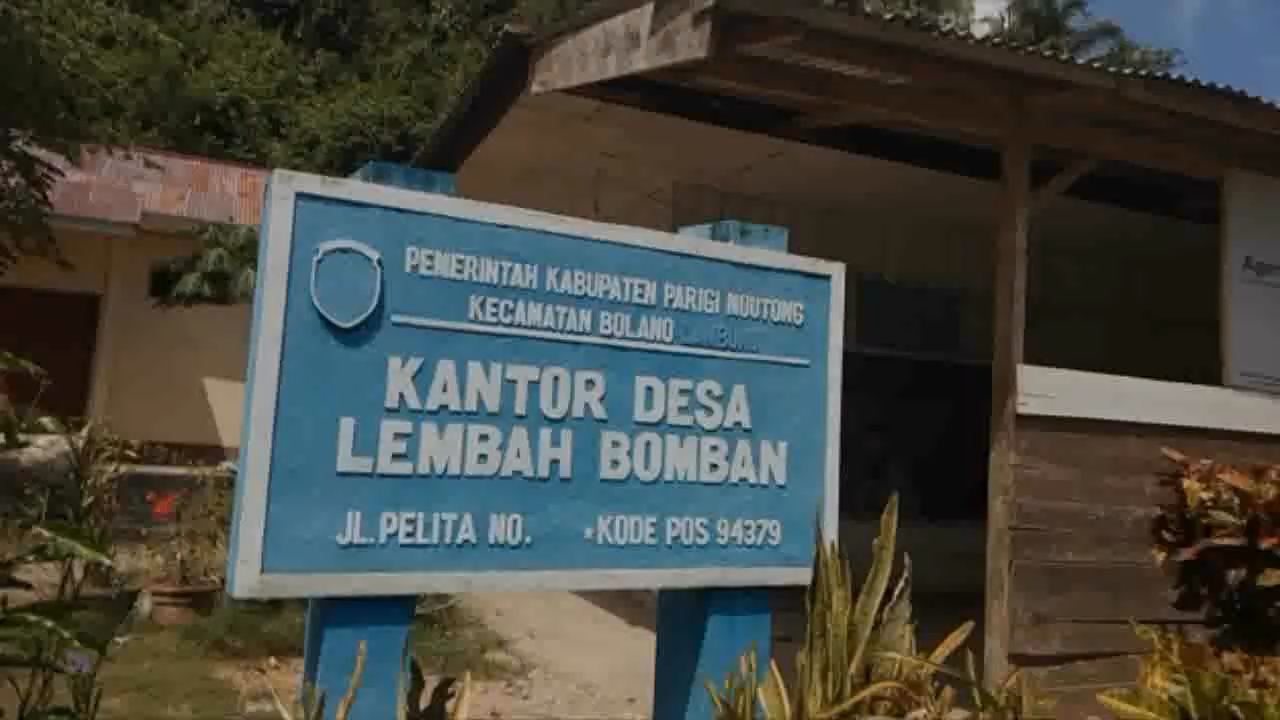 PEMERINTAH KABUPATEN PARIGI MOUTONG
KECAMATAN BOLANO
KANTOR DESA
LEMBAH BOMBAN
JL. PELITA NO. • KODE POS 94379